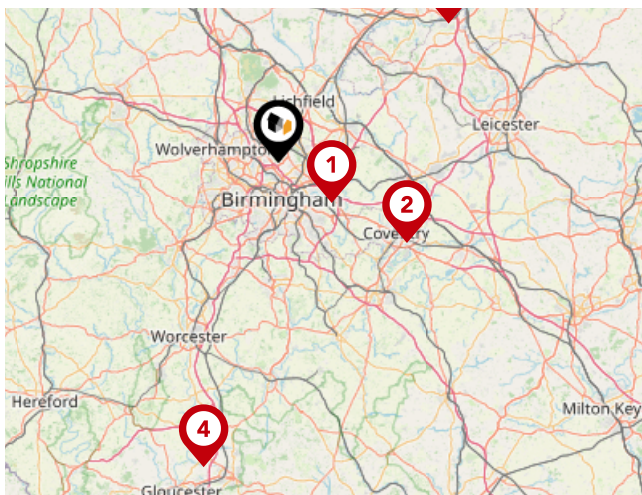 Lichfield
Leicester
Wolverhampton
1
Shropshire
Hills National
Landscape
Birmingham
2
Coventry
Worcester
Hereford
Milton Key
4
Gloucester